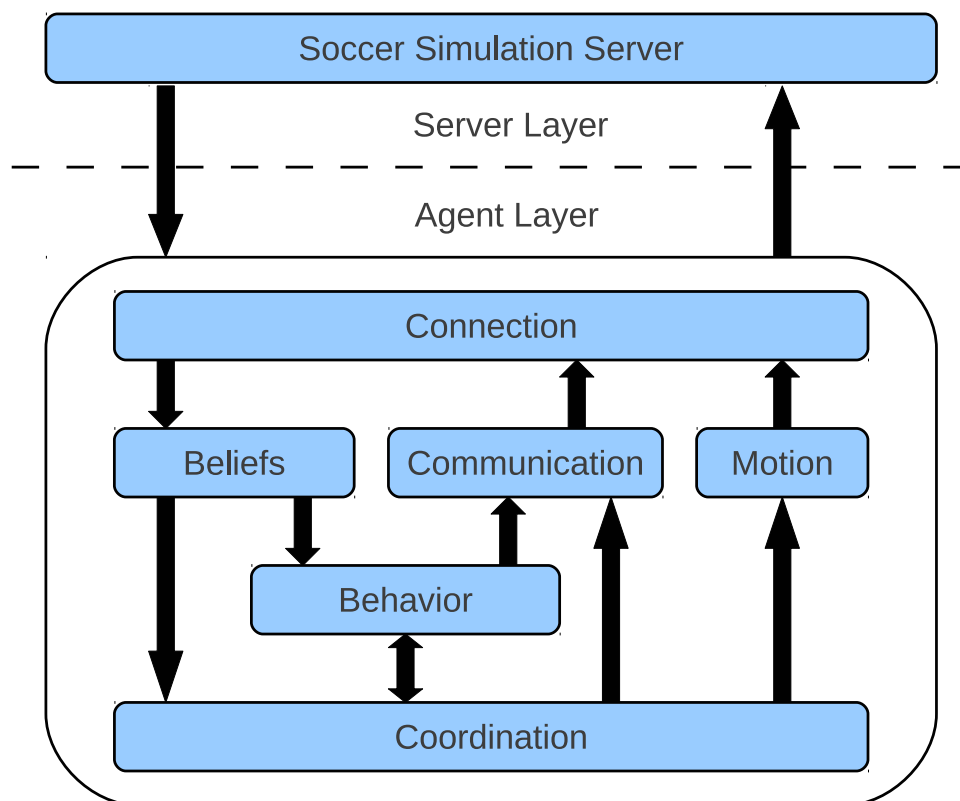 Soccer Simulation Server
Server Layer
Agent Layer
Connection
Beliefs
Communication
Motion
Behavior
Coordination